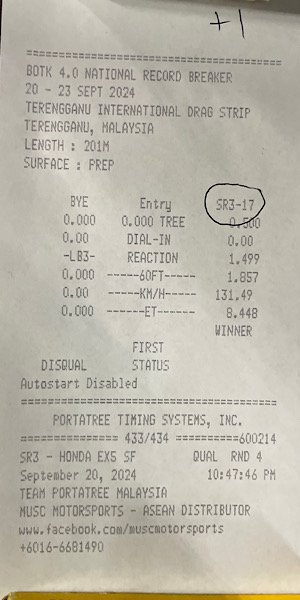 +1
==========================================
BOTK 4.0 NATIONAL RECORD BREAKER
20 - 23 SEPT 2024
TERENGGANU INTERNATIONAL DRAG STRIP
TERENGGANU, MALAYSIA
LENGTH : 201M
SURFACE : PREP
BYE Entry SR3-17
0.000 0.000 TREE 0.500
0.00 DIAL-IN 0.00
-LB3- REACTION 1.499
0.000 -----60FT----- 1.857
0.00 -----KM/H----- 131.49
0.000 ------ET------ 8.448
WINNER
FIRST
DISQUAL STATUS
Autostart Disabled
==========================================
PORTATREE TIMING SYSTEMS, INC.
=============== 433/434 ==========600214
SR3 - HONDA EX5 SF QUAL RND 4
September 20, 2024 10:47:46 PM
TEAM PORTATREE MALAYSIA
MUSC MOTORSPORTS - ASEAN DISTRIBUTOR
www.facebook.com/muscmotorsports
+6016-6681490